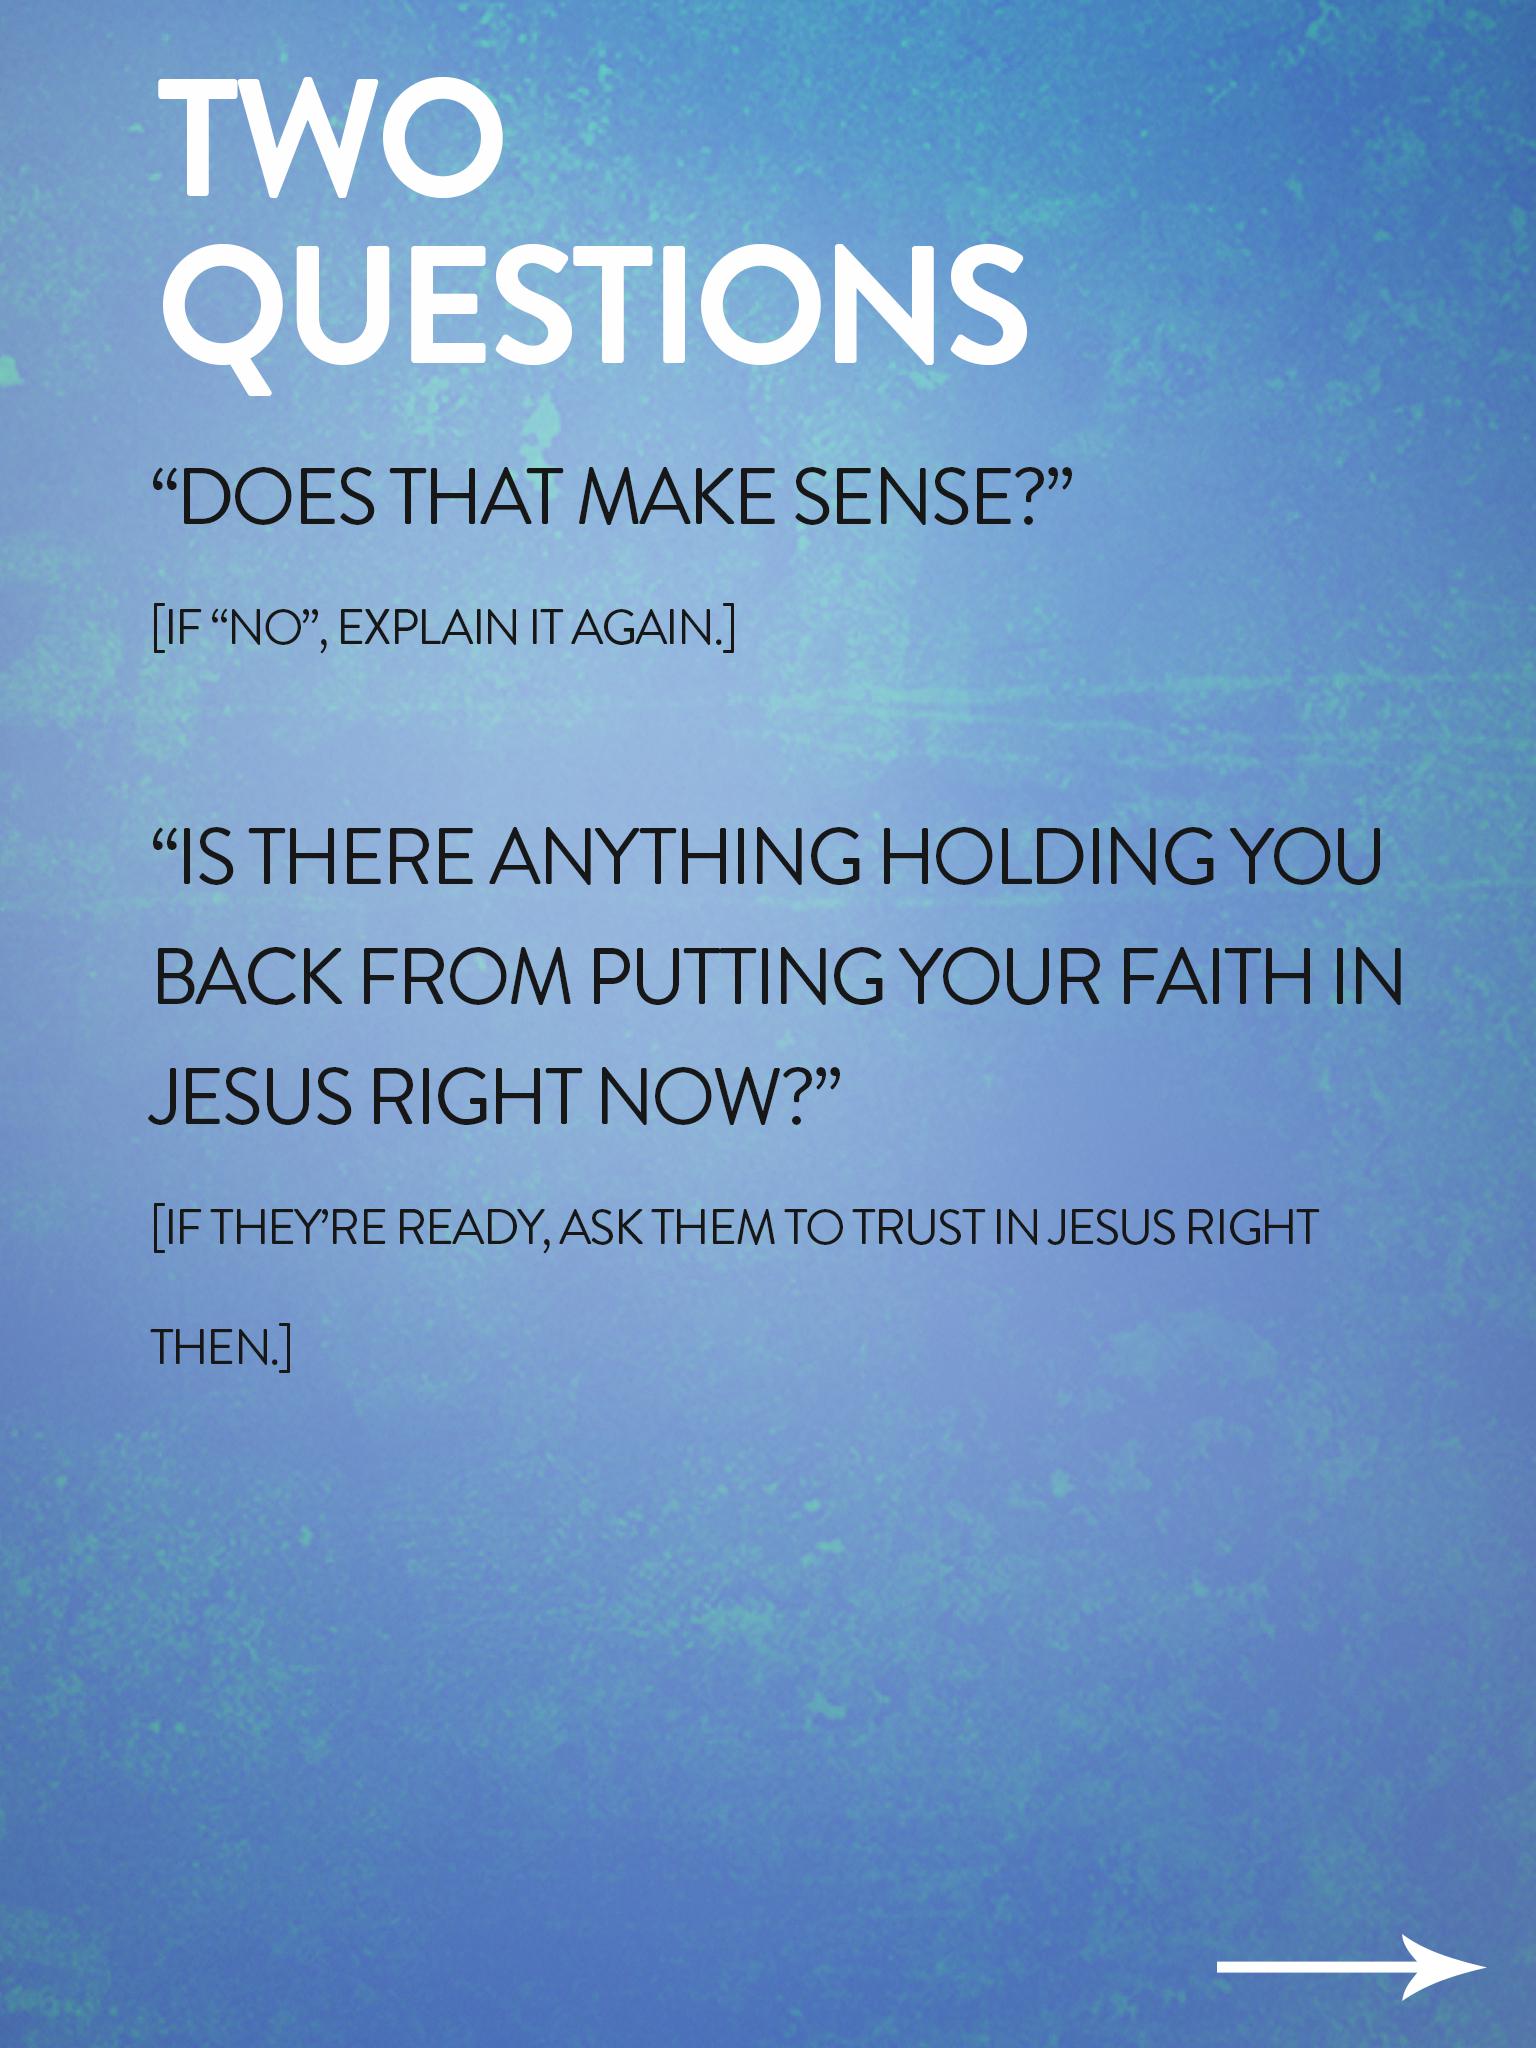 TWO
QUESTIONS
“DOES THAT MAKE SENSE?”
[IF “NO”, EXPLAIN IT AGAIN.]
“IS THERE ANYTHING HOLDING YOU
BACK FROM PUTTING YOUR FAITH IN
JESUS RIGHT NOW?”
[IF THEY’RE READY, ASK THEM TO TRUST IN JESUS RIGHT
THEN.]